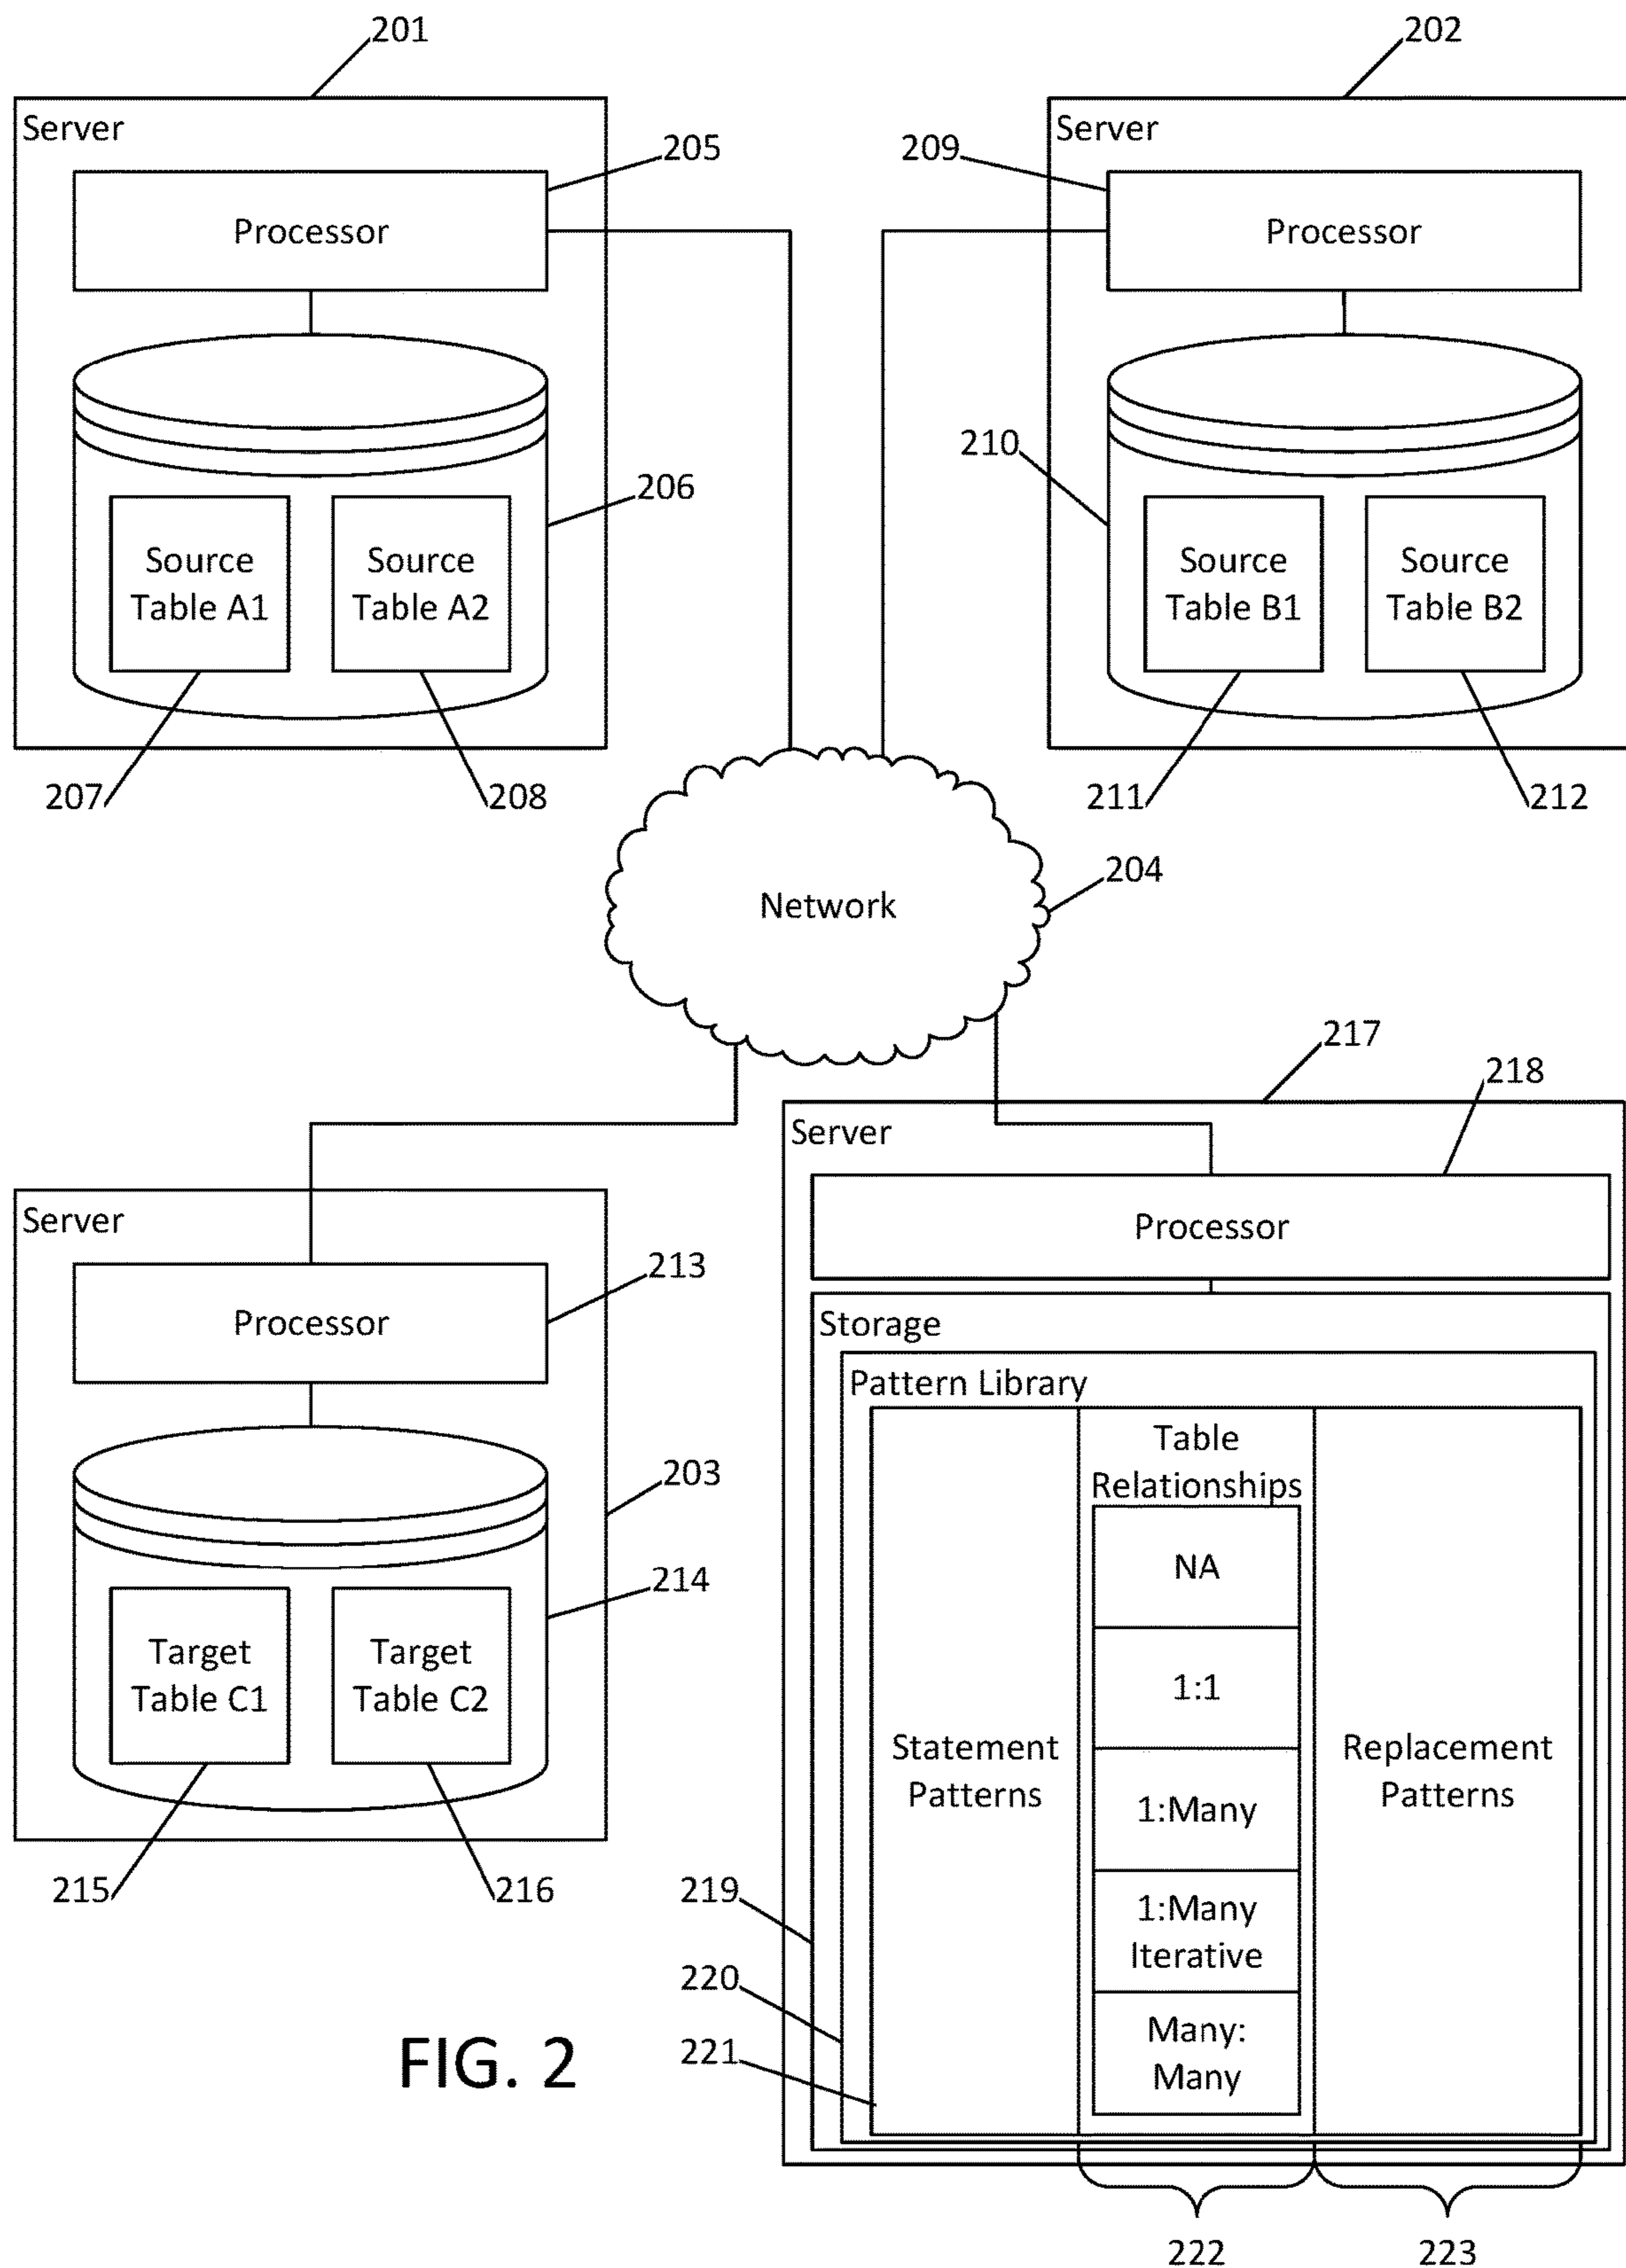 201
202
Server
Server
205
209
Processor
Processor
210
206
Source
Table A1
Source
Table A2
Source
Table B1
Source
Table B2
207
208
211
212
204
Network
217
218
Server
Server
Processor
213
Processor
Storage
Pattern Library
Table
Relationships
203
NA
214
Target
Table C1
Target
Table C2
1:1
Statement
Patterns
Replacement
Patterns
1:Many
215
216
219
1:Many
Iterative
220
Many:
Many
221
FIG. 2
222
223